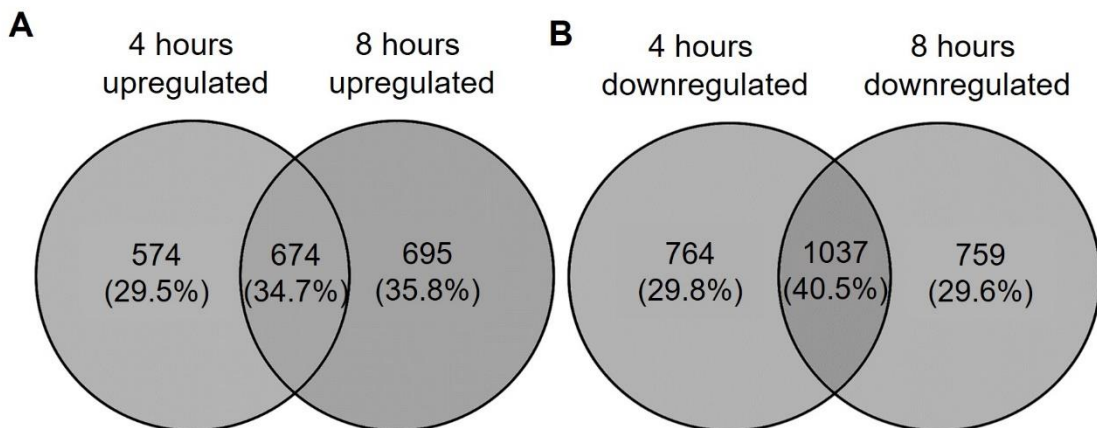 A
4 hours
upregulated
8 hours
upregulated
574
(29.5%)
674
(34.7%)
695
(35.8%)
B
4 hours
downregulated
8 hours
downregulated
764
(29.8%)
1037
(40.5%)
759
(29.6%)